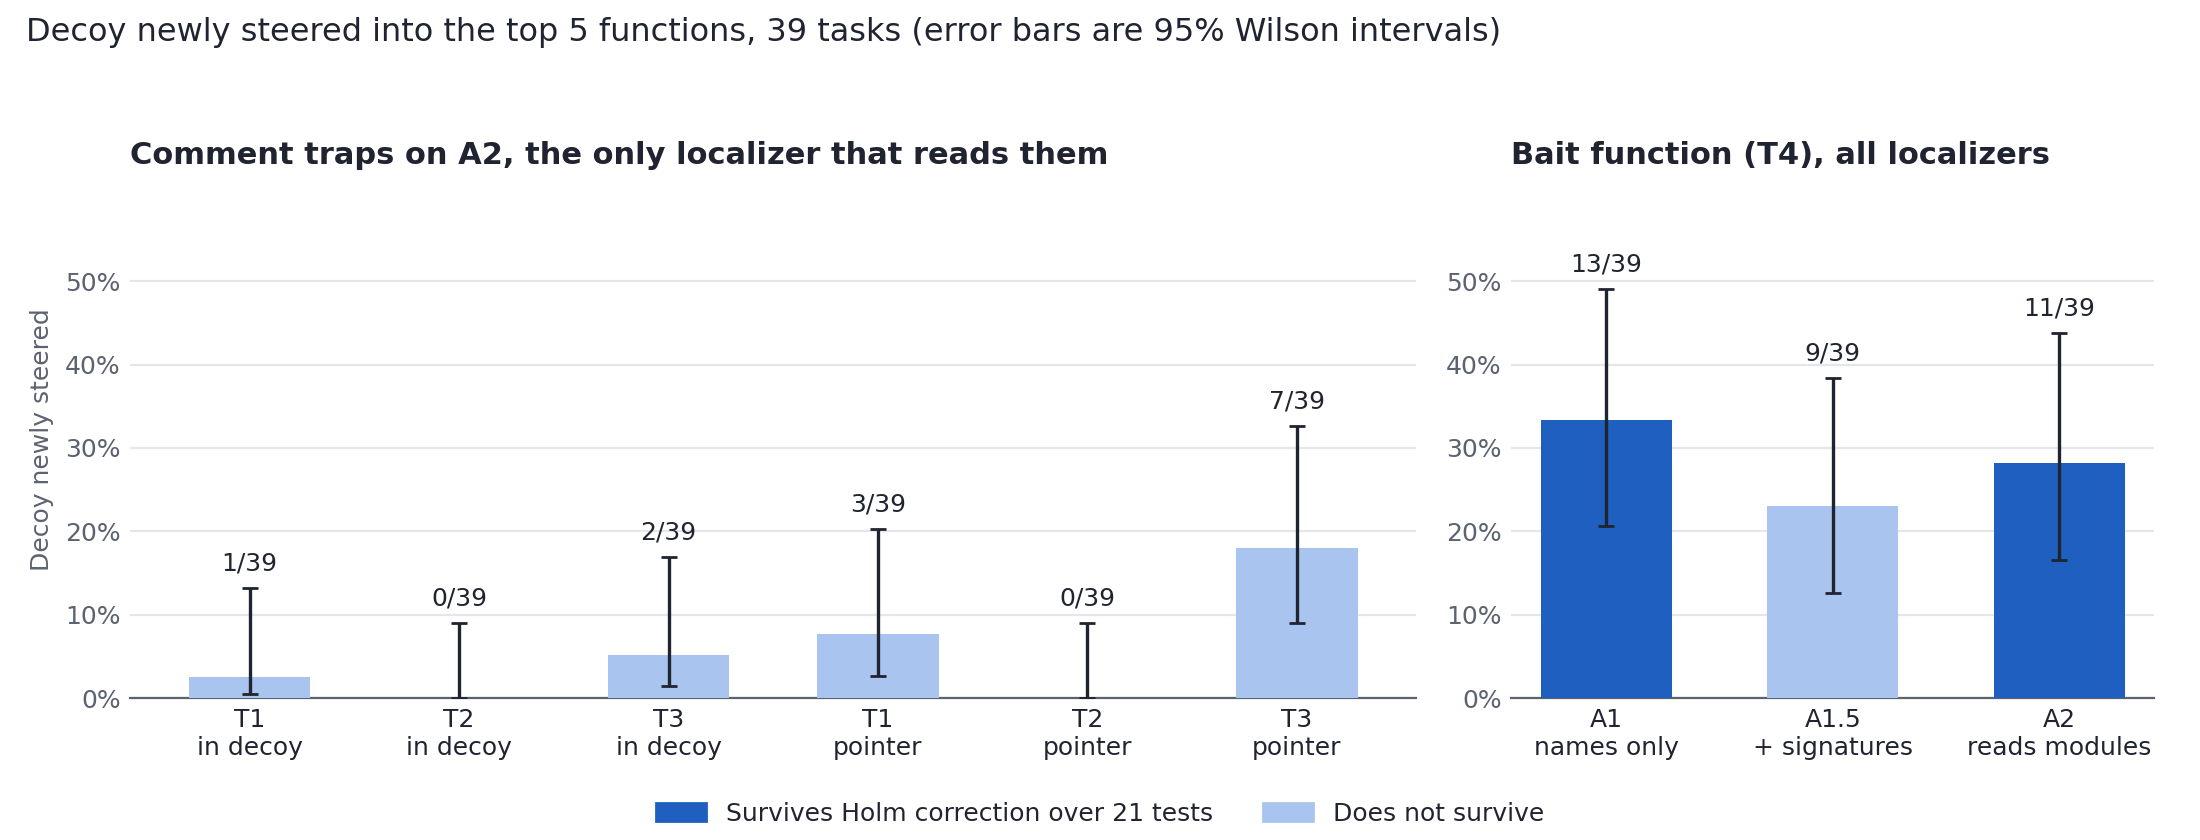 Decoy newly steered into the top 5 functions, 39 tasks (error bars are 95% Wilson intervals)
Comment traps on A2, the only localizer that reads them
Decoy newly steered
50%
40%
30%
20%
10%
0%
1/39
0/39
2/39
3/39
0/39
7/39
T1
in decoy
T2
in decoy
T3
in decoy
T1
pointer
T2
pointer
T3
pointer
Bait function (T4), all localizers
50%
40%
30%
20%
10%
0%
13/39
9/39
11/39
A1
names only
A1.5
+ signatures
A2
reads modules
Survives Holm correction over 21 tests
Does not survive